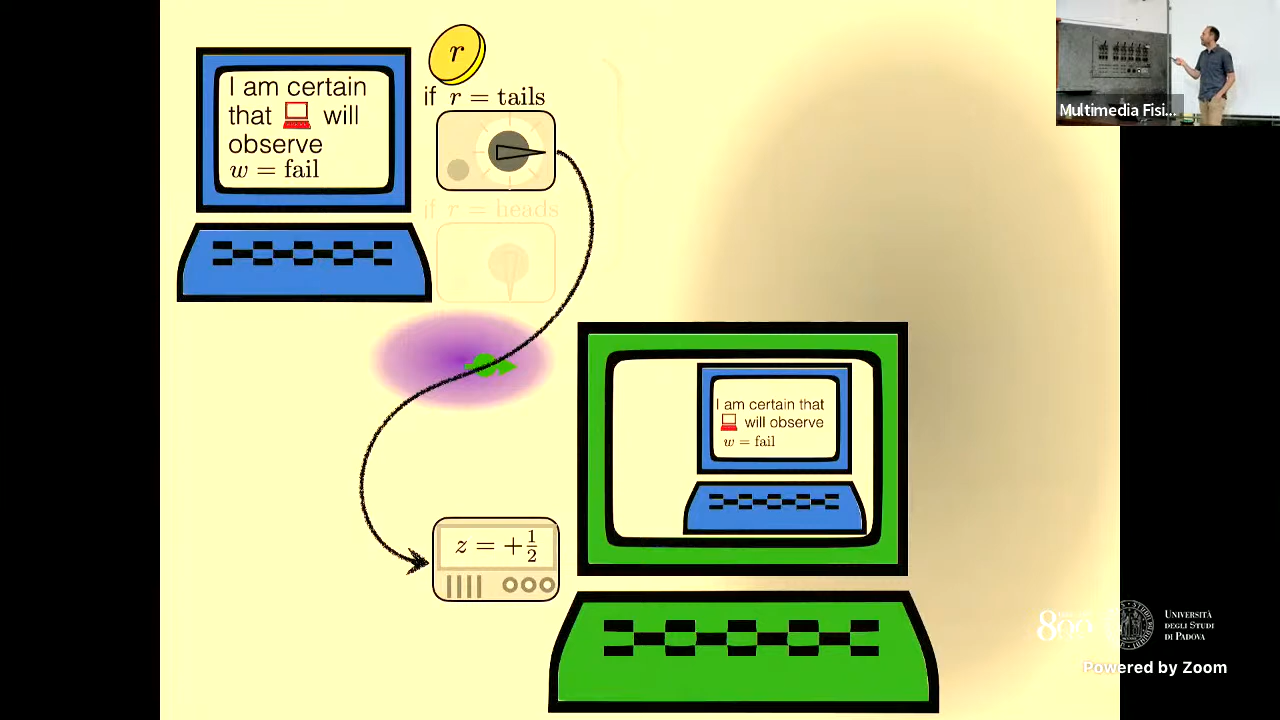 I am certain
that will
observe
w = fail
r
if r = tails
if r = heads
z = +1/2
I am certain that
will observe
w = fail
Multimedia Fisi...
800
UNIVERSITÀ
DEGLI STUDI
DI PADOVA
Powered by Zoom